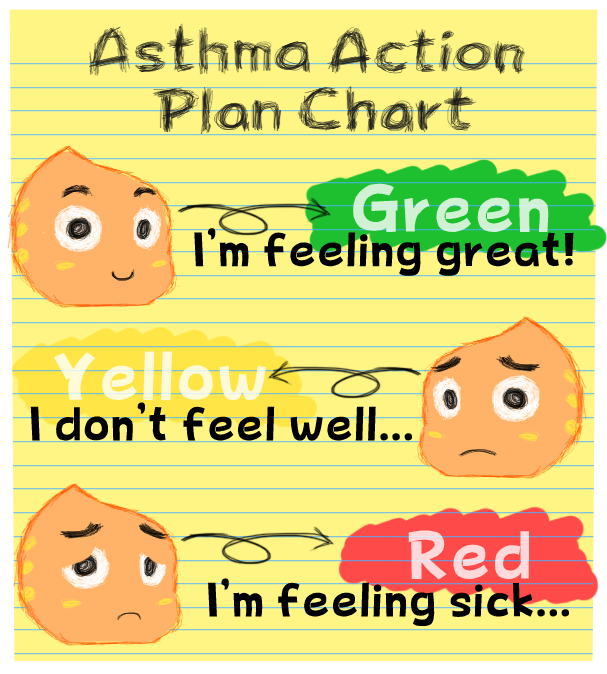 Asthma Action
Plan Chart
Green
I'm feeling great!
Yellow
I don't feel well...
Red
I'm feeling sick...